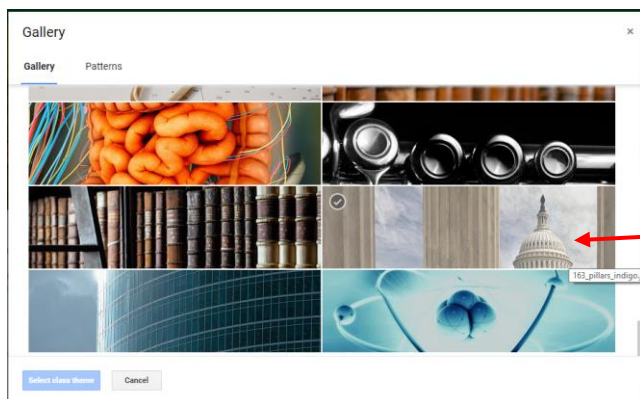 Gallery
×
Gallery Patterns
163_pillars_indigo.
Select class theme Cancel